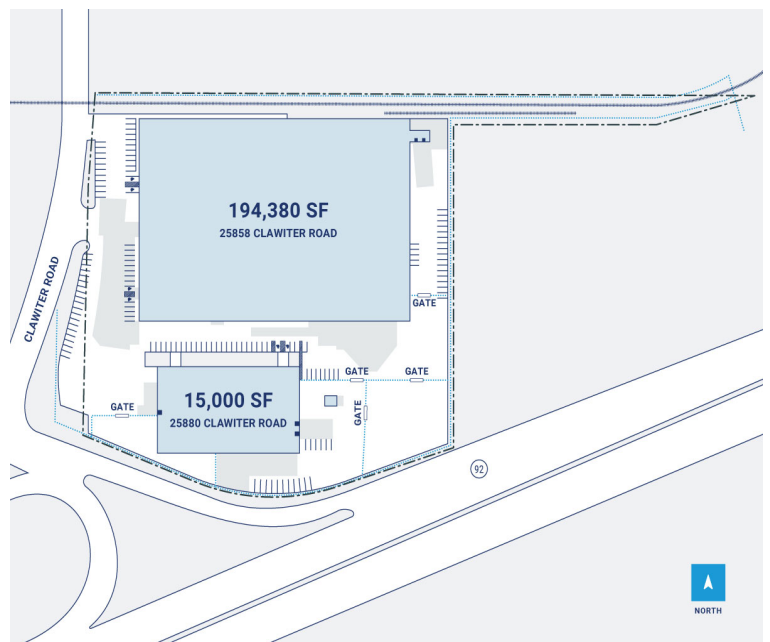 194,380 SF
25858 CLAWITER ROAD
CLAWITER ROAD
GATE
GATE
GATE
GATE
GATE
15,000 SF
25880 CLAWITER ROAD
92
NORTH